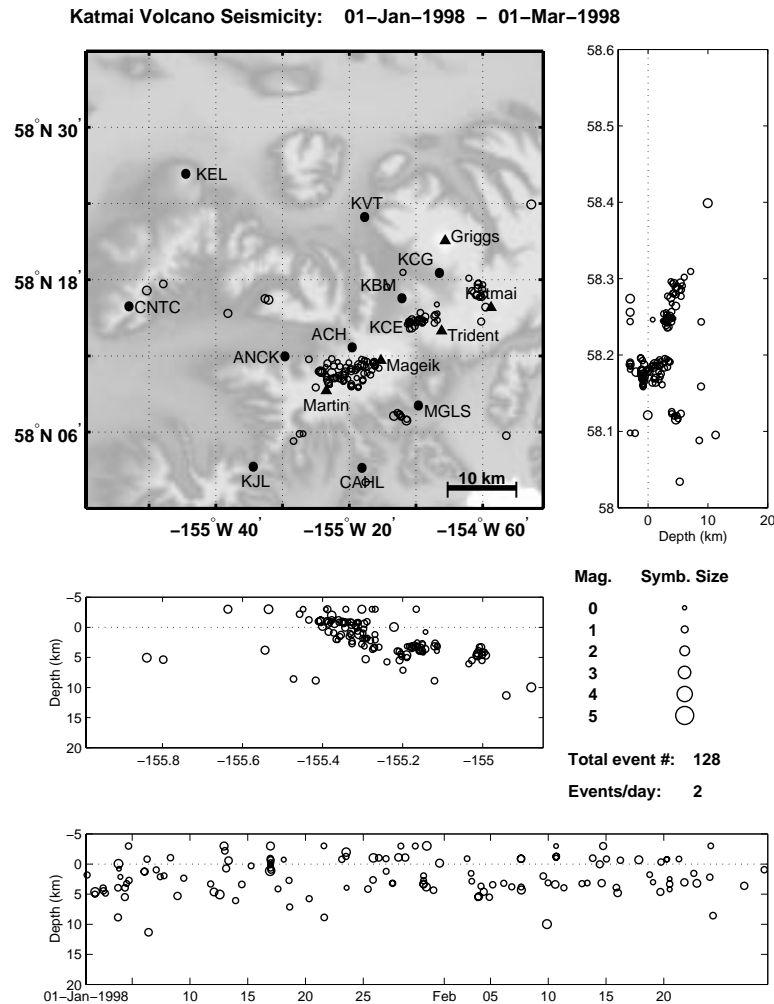 Katmai Volcano Seismicity: 01−Jan−1998 − 01−Mar−1998
58°N 30'
58°N 18'
58°N 06'
−155°W 40' −155°W 20' −154°W 60'
KEL
KVT
Griggs
KCG
KBM
Katmai
CNTC
KCE
Trident
ACH
ANCK
Mageik
Martin
MGLS
KJL
CAHL
10 km
58.6
58.5
58.4
58.3
58.2
58.1
58
0 10 20
Depth (km)
−5
0
5
10
15
20
Depth (km)
−155.8 −155.6 −155.4 −155.2 −155
Mag. Symb. Size
0
1
2
3
4
5
Total event #: 128
Events/day: 2
−5
0
5
10
15
20
Depth (km)
01−Jan−1998 10 15 20 25 Feb 05 10 15 20